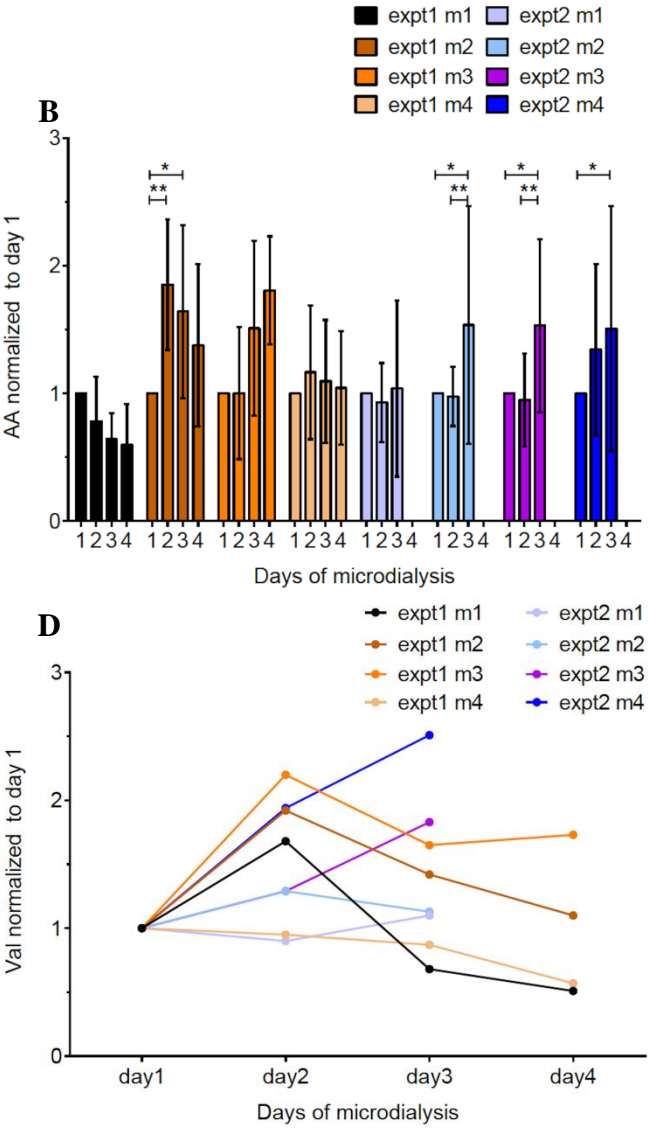 expt1 m1 expt2 m1
expt1 m2 expt2 m2
expt1 m3 expt2 m3
expt1 m4 expt2 m4
B
AA normalized to day 1
3
2
1
0
* ** * ** * ** *
1 2 3 4 1 2 3 4 1 2 3 4 1 2 3 4 1 2 3 4 1 2 3 4 1 2 3 4 1 2 3 4
Days of microdialysis
D
expt1 m1 expt2 m1
expt1 m2 expt2 m2
expt1 m3 expt2 m3
expt1 m4 expt2 m4
Val normalized to day 1
3
2
1
0
day1 day2 day3 day4
Days of microdialysis